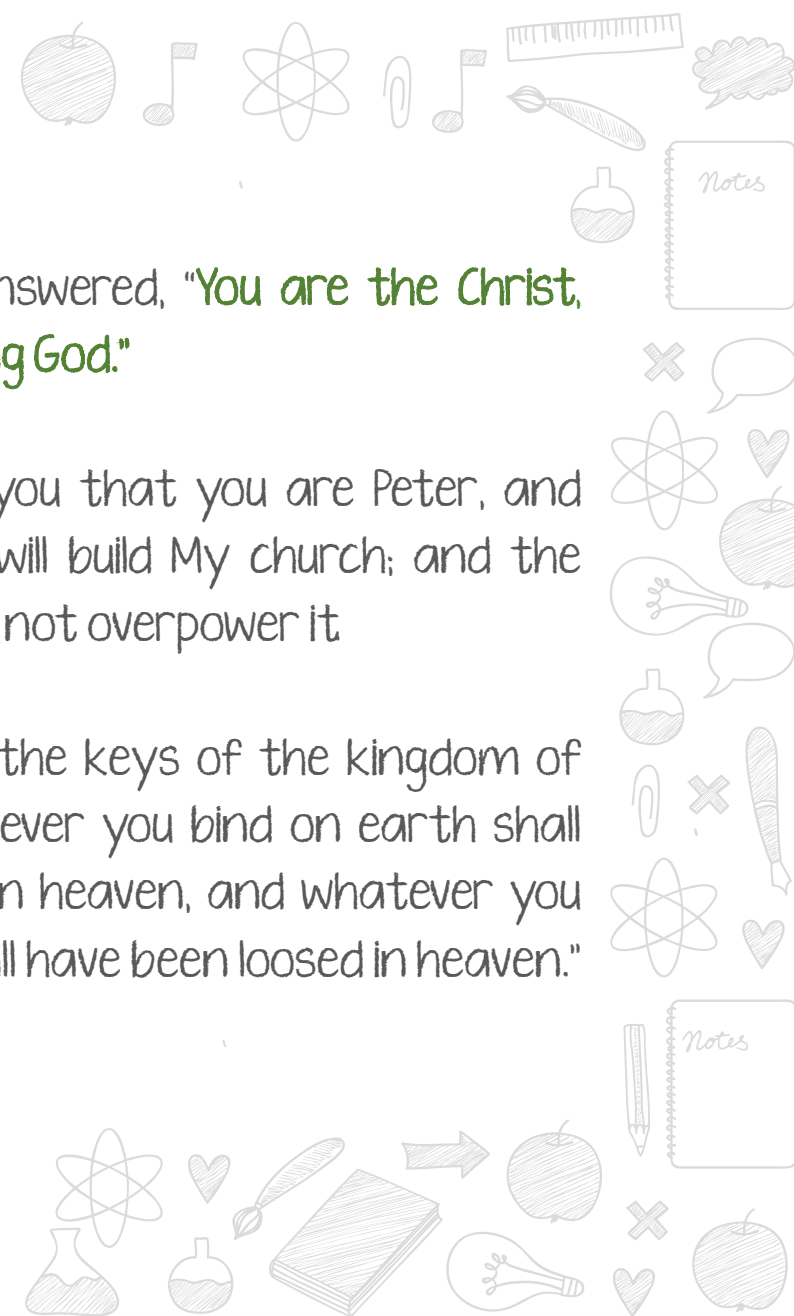 Notes
nswered, “You are the Christ,
g God.”
you that you are Peter, and
will build My church; and the
not overpower it.
the keys of the kingdom of
ever you bind on earth shall
n heaven, and whatever you
ll have been loosed in heaven.”
Notes